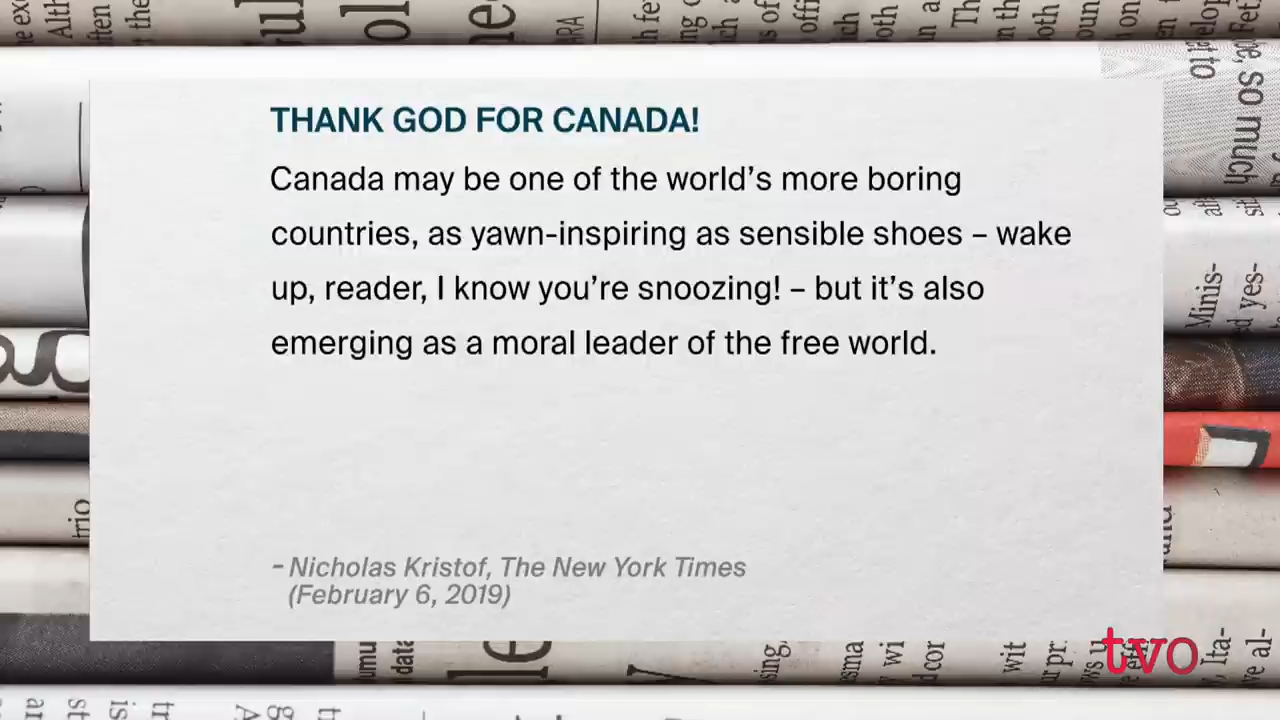 THANK GOD FOR CANADA!
Canada may be one of the world's more boring
countries, as yawn-inspiring as sensible shoes – wake
up, reader, I know you're snoozing! – but it's also
emerging as a moral leader of the free world.
– Nicholas Kristof, The New York Times
(February 6, 2019)
tvo